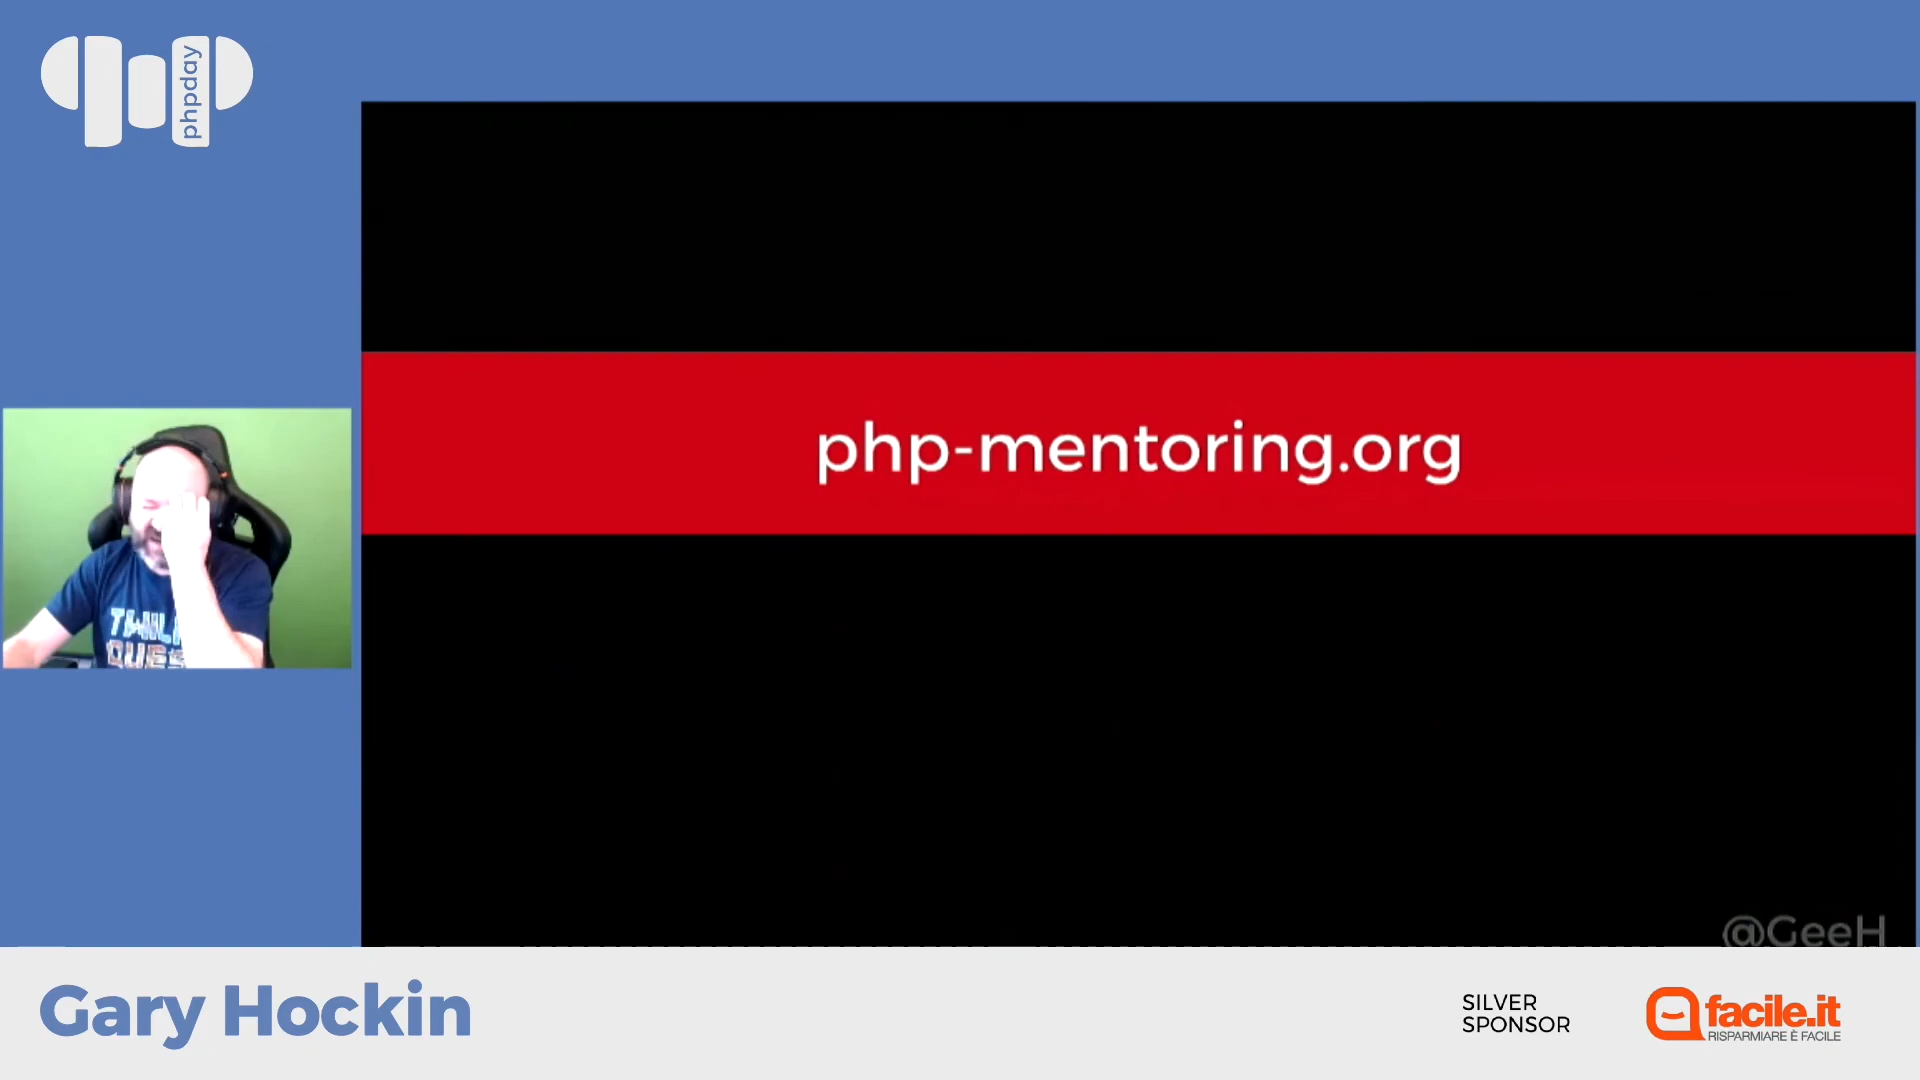 phpday
php-mentoring.org
@GeeH
Gary Hockin
SILVER
SPONSOR
facile.it
RISPARMIARE È FACILE